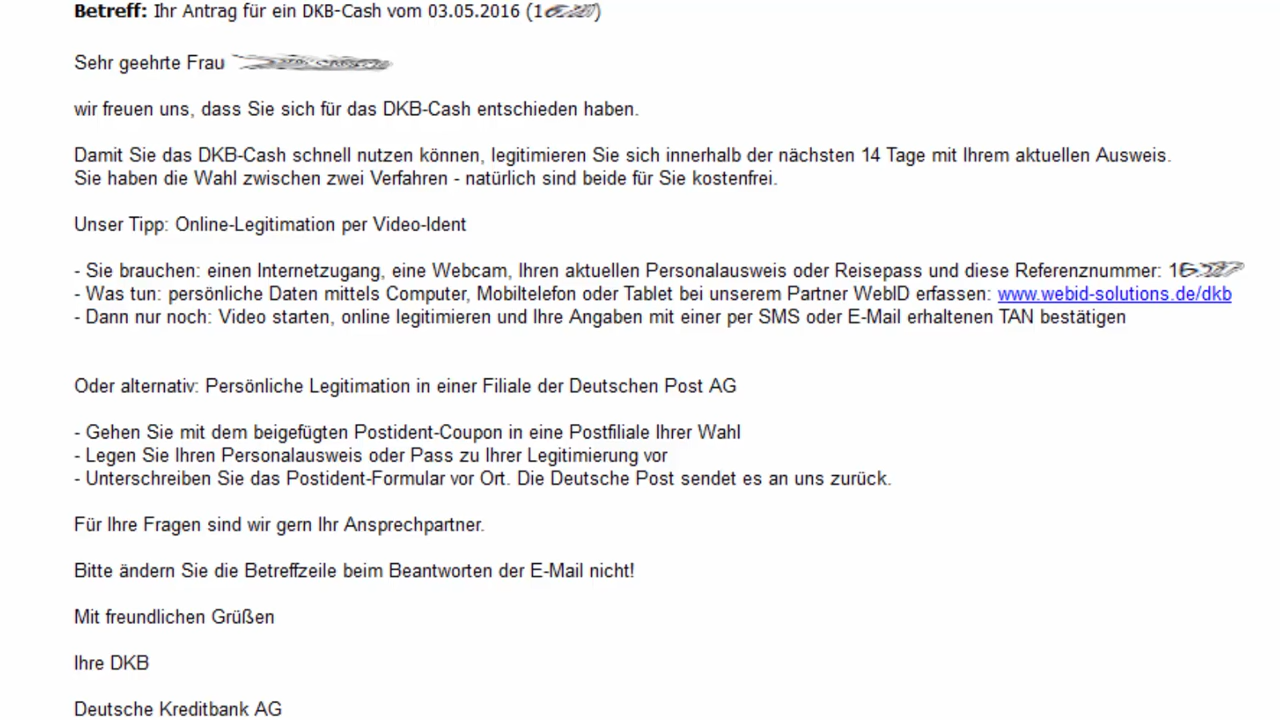 Betreff: Ihr Antrag für ein DKB-Cash vom 03.05.2016 (1
Sehr geehrte Frau
wir freuen uns, dass Sie sich für das DKB-Cash entschieden haben.
Damit Sie das DKB-Cash schnell nutzen können, legitimieren Sie sich innerhalb der nächsten 14 Tage mit Ihrem aktuellen Ausweis.
Sie haben die Wahl zwischen zwei Verfahren - natürlich sind beide für Sie kostenfrei.
Unser Tipp: Online-Legitimation per Video-Ident
- Sie brauchen: einen Internetzugang, eine Webcam, Ihren aktuellen Personalausweis oder Reisepass und diese Referenznummer:
- Was tun: persönliche Daten mittels Computer, Mobiltelefon oder Tablet bei unserem Partner WebID erfassen: www.webid-solutions.de/dkb
- Dann nur noch: Video starten, online legitimieren und Ihre Angaben mit einer per SMS oder E-Mail erhaltenen TAN bestätigen
Oder alternativ: Persönliche Legitimation in einer Filiale der Deutschen Post AG
- Gehen Sie mit dem beigefügten Postident-Coupon in eine Postfiliale Ihrer Wahl
- Legen Sie Ihren Personalausweis oder Pass zu Ihrer Legitimierung vor
- Unterschreiben Sie das Postident-Formular vor Ort. Die Deutsche Post sendet es an uns zurück.
Für Ihre Fragen sind wir gern Ihr Ansprechpartner.
Bitte ändern Sie die Betreffzeile beim Beantworten der E-Mail nicht!
Mit freundlichen Grüßen
Ihre DKB
Deutsche Kreditbank AG